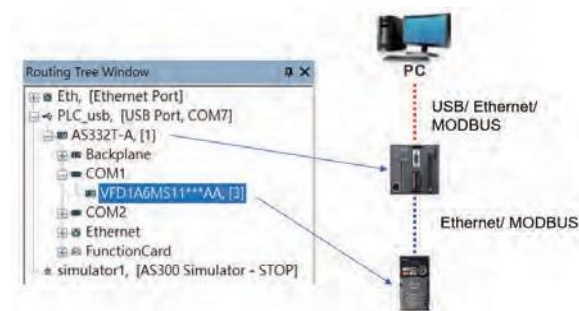 Routing Tree Window
Eth, [Ethernet Port]
PLC_usb, [USB Port, COM7]
AS332T-A, [1]
Backplane
COM1
VFD1A6MS11***AA, [3]
COM2
Ethernet
FunctionCard
simulator1, [AS300 Simulator - STOP]
PC
USB/ Ethernet/
MODBUS
Ethernet/ MODBUS